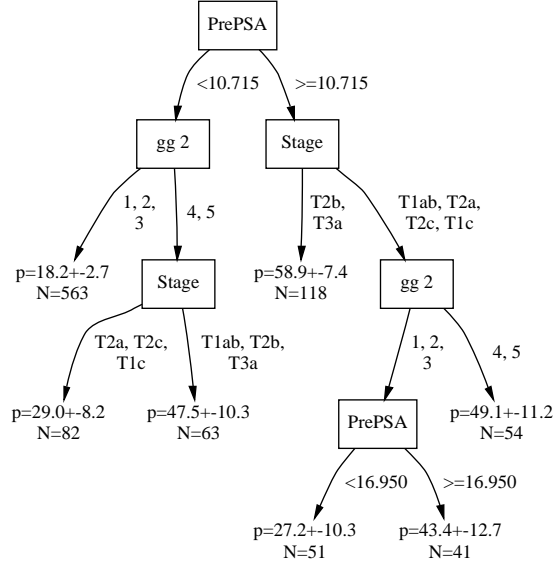 PrePSA
<10.715
>=10.715
gg 2
Stage
1, 2,
3
4, 5
T2b,
T3a
T1ab, T2a,
T2c, T1c
p=18.2+-2.7
N=563
Stage
p=58.9+-7.4
N=118
gg 2
T2a, T2c,
T1c
T1ab, T2b,
T3a
1, 2,
3
4, 5
p=29.0+-8.2
N=82
p=47.5+-10.3
N=63
PrePSA
p=49.1+-11.2
N=54
<16.950
>=16.950
p=27.2+-10.3
N=51
p=43.4+-12.7
N=41